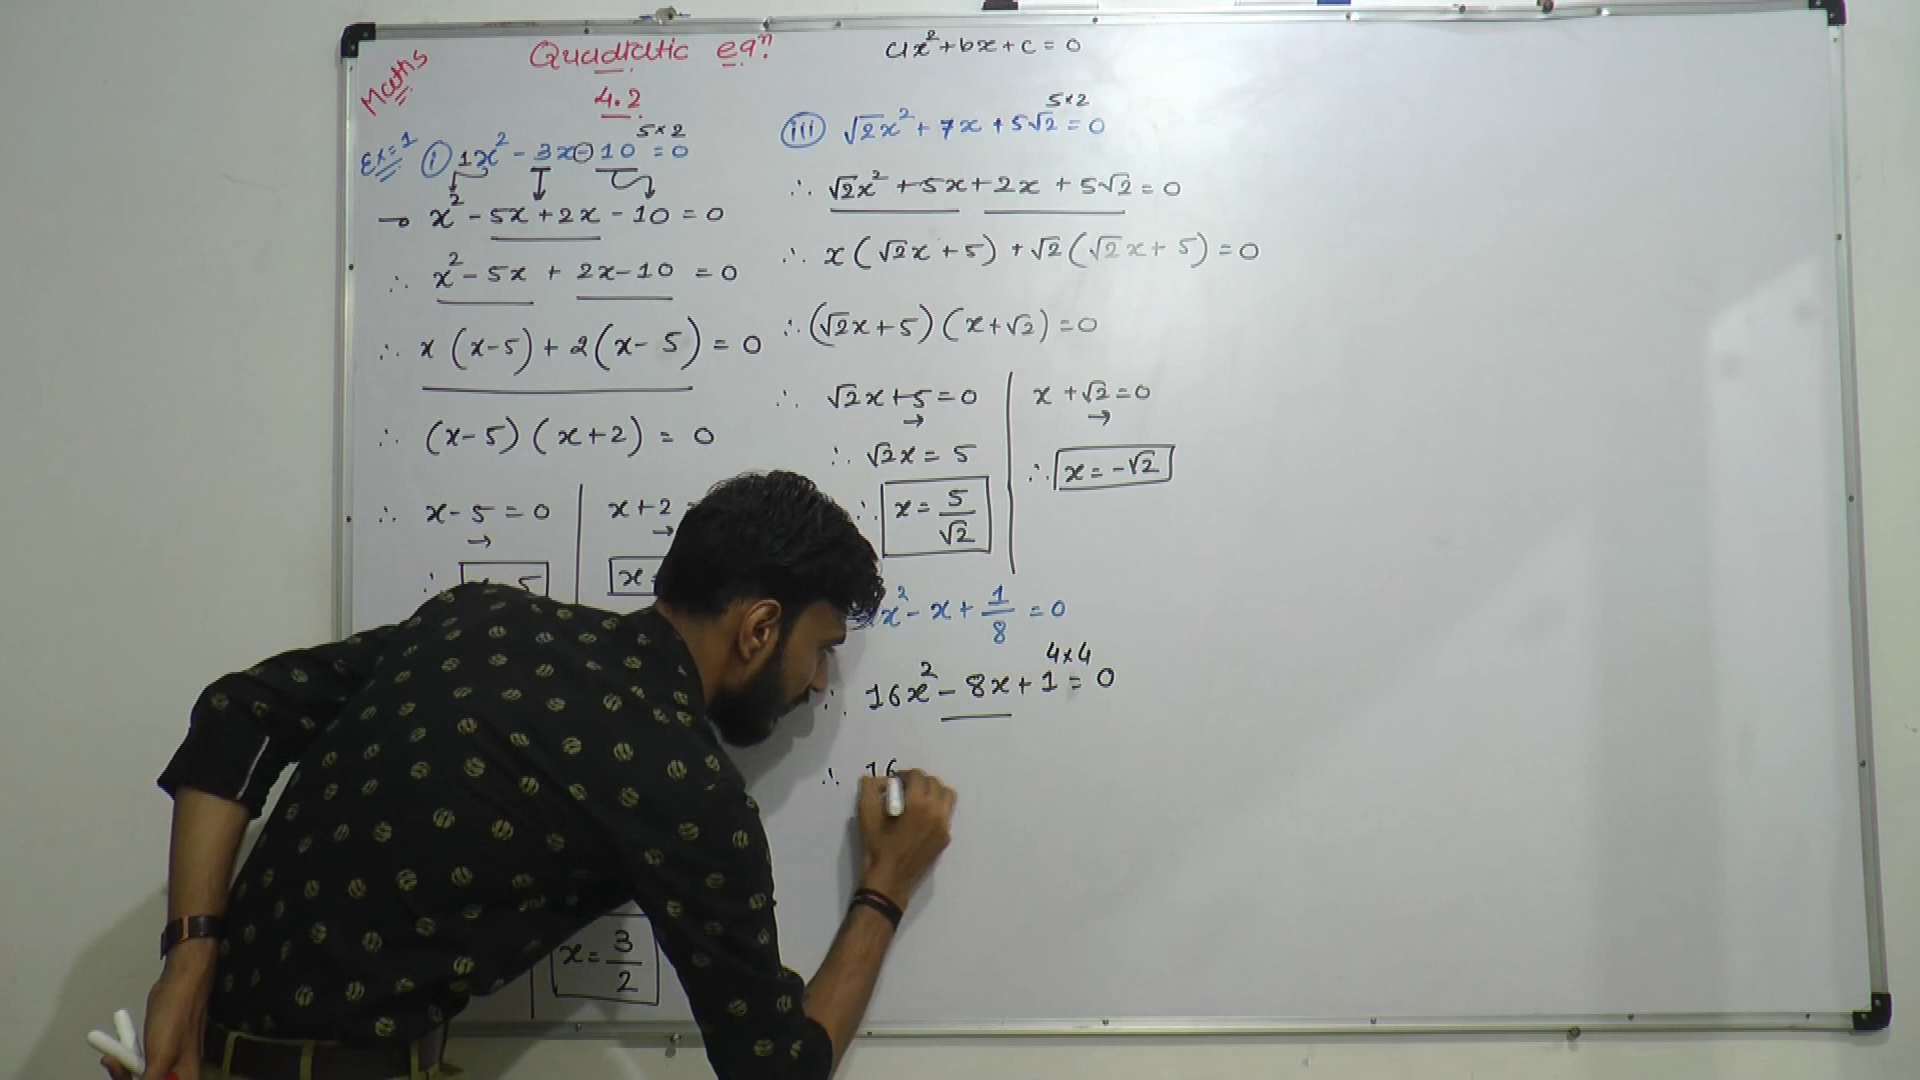 Maths
Quadratic eqⁿ
4.2
ax² + bx + c = 0
Ex=1
5×2
(i) 1x² - 3x - 10 = 0
x² - 5x + 2x - 10 = 0
∴ x² - 5x + 2x - 10 = 0
∴ x (x-5) + 2 (x-5) = 0
∴ (x-5) (x+2) = 0
∴ x - 5 = 0
x + 2
x =
x = 3/2
5×2
(iii) √2x² + 7x + 5√2 = 0
∴ √2x² + 5x + 2x + 5√2 = 0
∴ x (√2x + 5) + √2 (√2x + 5) = 0
∴ (√2x + 5) (x + √2) = 0
∴ √2x + 5 = 0
∴ √2x = 5
∴ x = 5/√2
x + √2 = 0
∴ x = -√2
x² - x + 1/8 = 0
4×4
∴ 16x² - 8x + 1 = 0
∴ 16